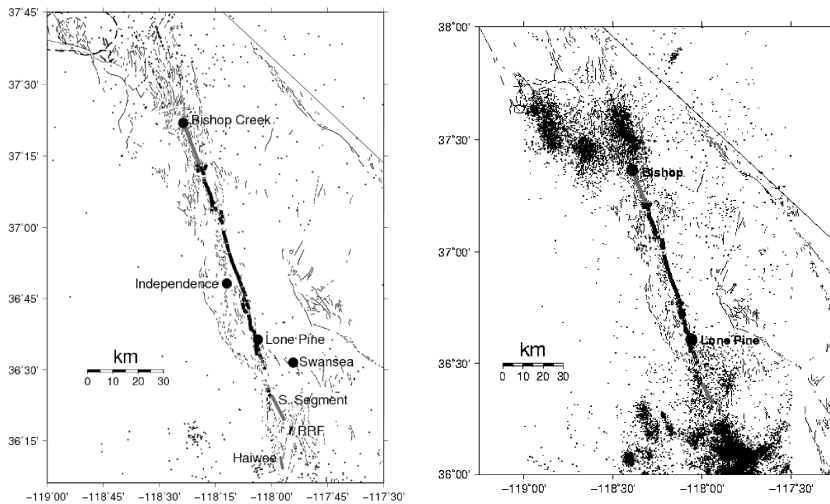 37˚45'
37˚30'
37˚15'
37˚00'
36˚45'
36˚30'
36˚15'
−119˚00'
−118˚45'
−118˚30'
−118˚15'
−118˚00'
−117˚45'
−117˚30'
Bishop Creek
Independence
Lone Pine
Swansea
S. Segment
RRF
Haiwee
km
0 10 20 30
38˚00'
37˚30'
37˚00'
36˚30'
36˚00'
−119˚00'
−118˚30'
−118˚00'
−117˚30'
Bishop
Lone Pine
km
0 10 20 30